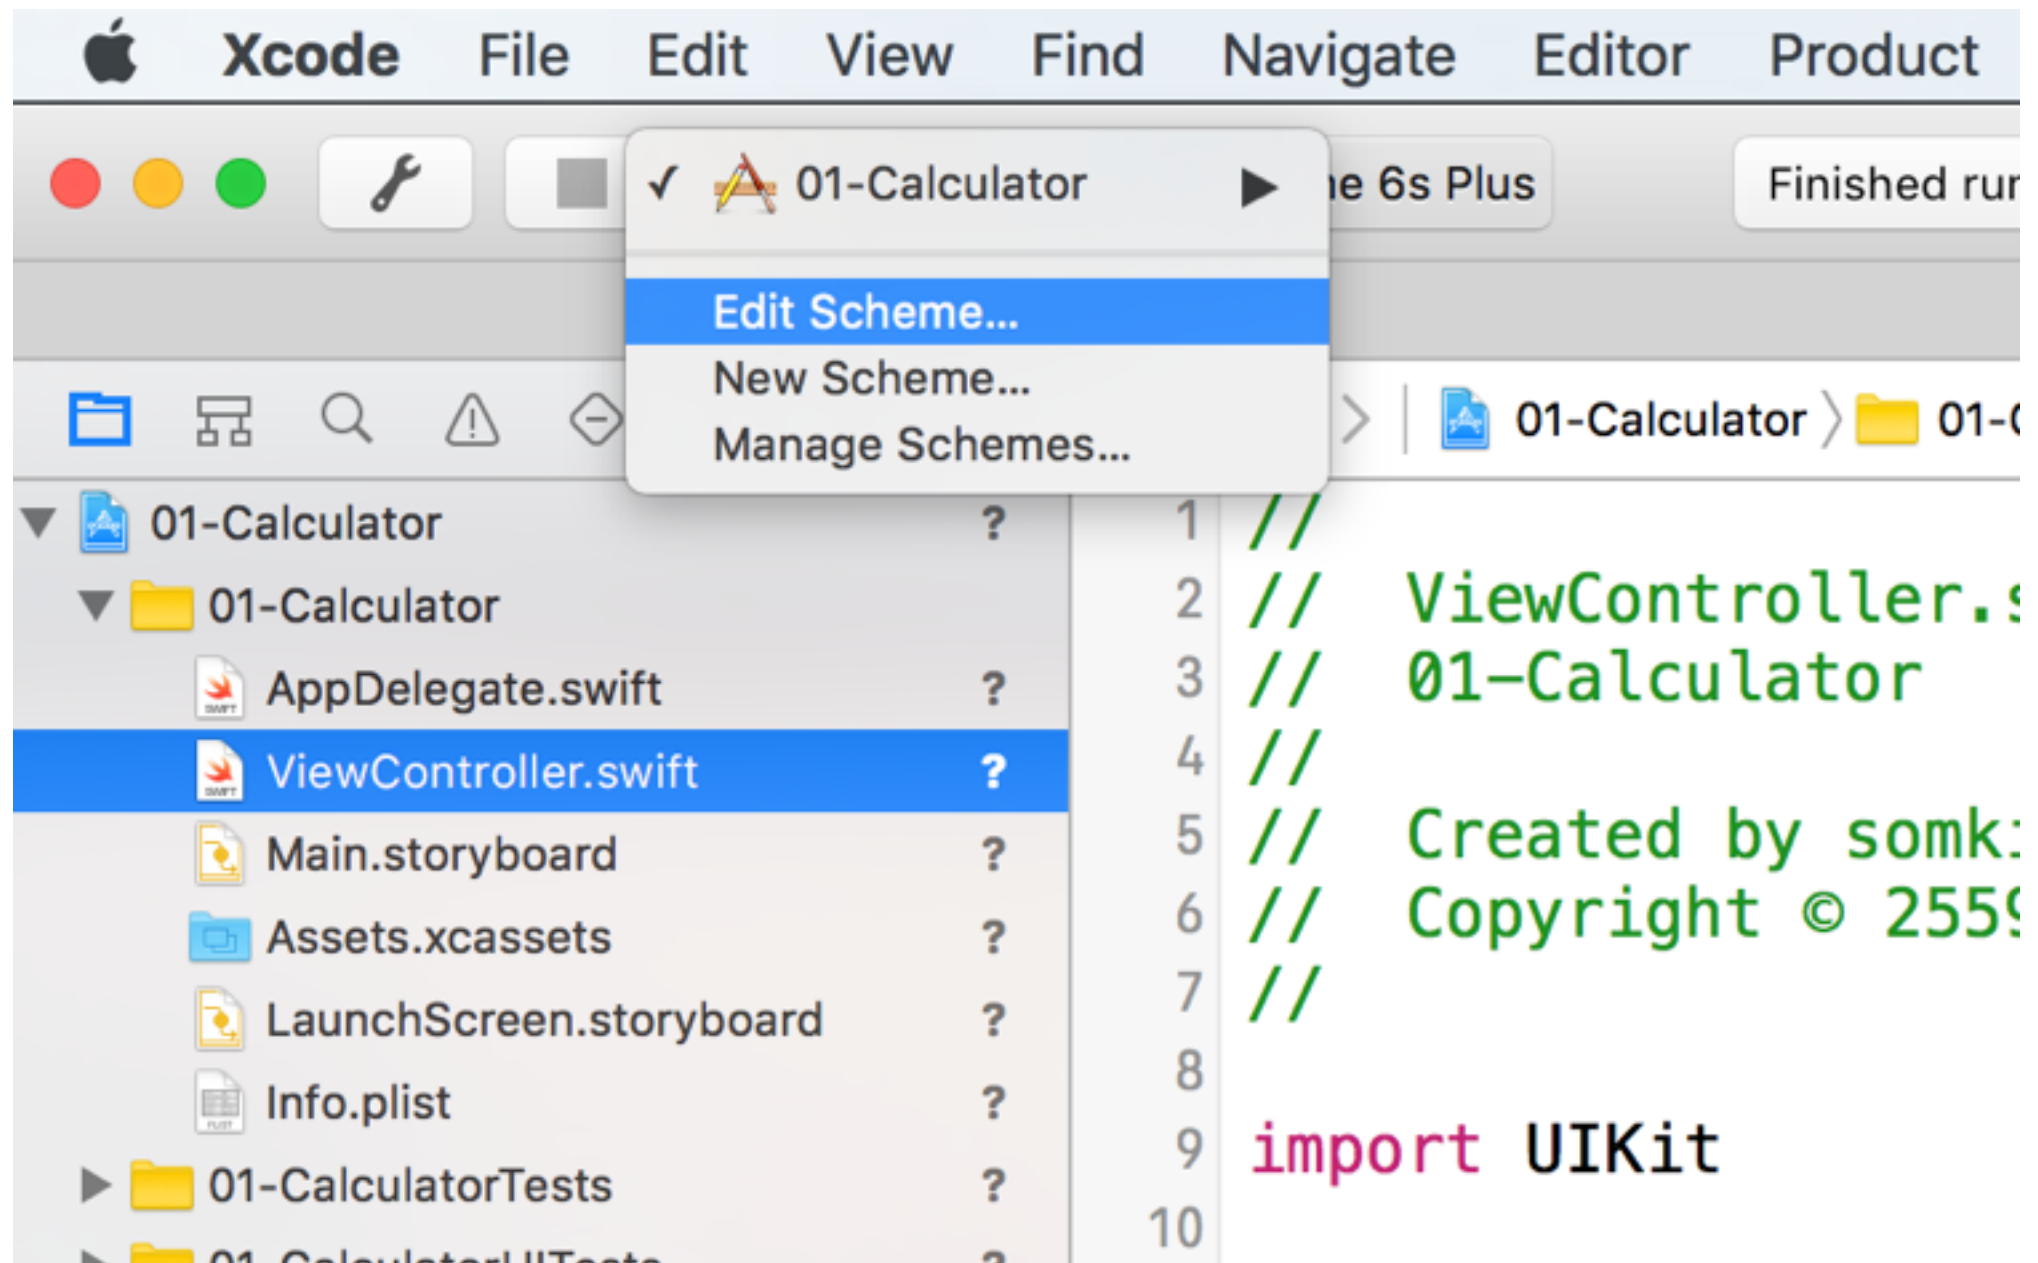 Xcode File Edit View Find Navigate Editor Product
✓ 01-Calculator
6s Plus
Finished
Edit Scheme...
New Scheme...
Manage Schemes...
01-Calculator
01-Calculator ?
01-Calculator
AppDelegate.swift ?
ViewController.swift ?
Main.storyboard ?
Assets.xcassets ?
LaunchScreen.storyboard ?
Info.plist ?
01-CalculatorTests ?
1 //
2 // ViewController.
3 // 01-Calculator
4 //
5 // Created by
6 // Copyright © 2559
7 //
8
9 import UIKit
10